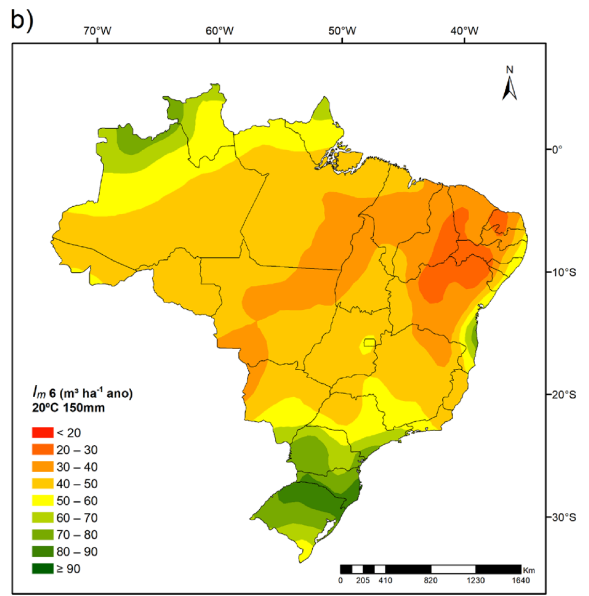 b)
70°W 60°W 50°W 40°W
N
0°
10°S
20°S
30°S
Im 6 (m³ ha⁻¹ ano)
20ºC 150mm
< 20
20 – 30
30 – 40
40 – 50
50 – 60
60 – 70
70 – 80
80 – 90
≥ 90
Km
0 205 410 820 1230 1640